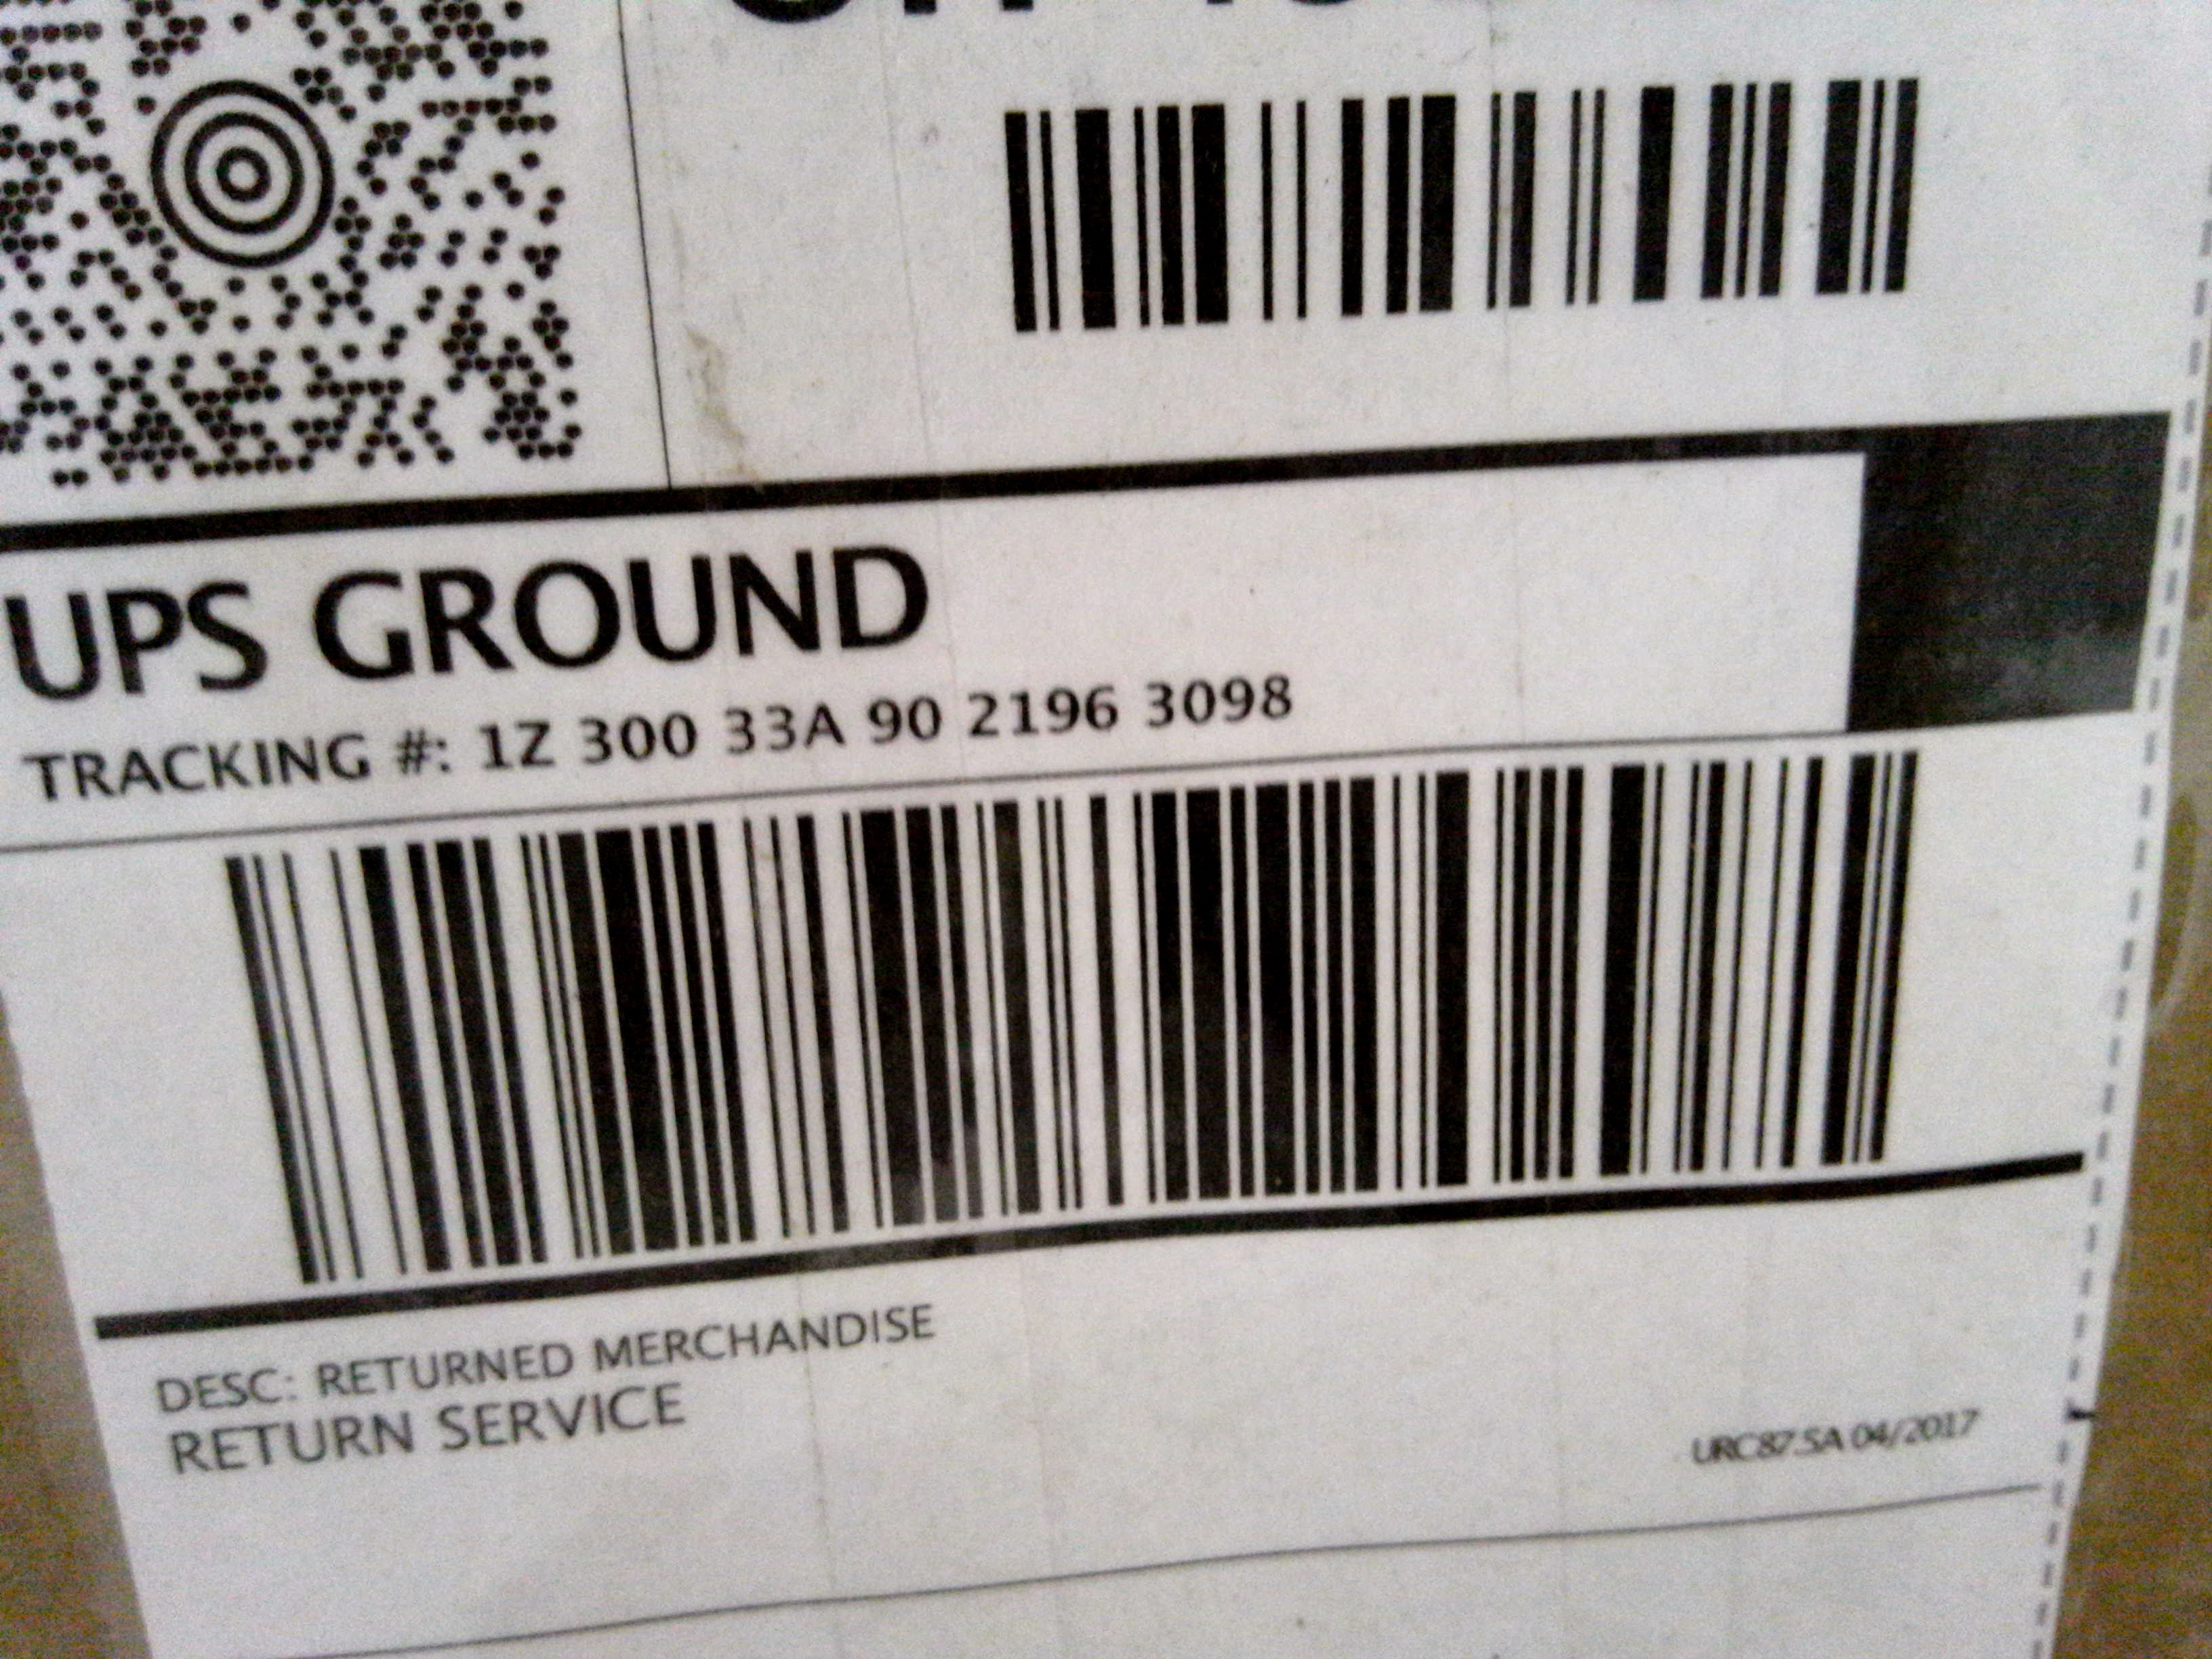 UPS GROUND
TRACKING #: 1Z 300 33A 90 2196 3098
DESC: RETURNED MERCHANDISE
RETURN SERVICE
URC87.5A 04/2017